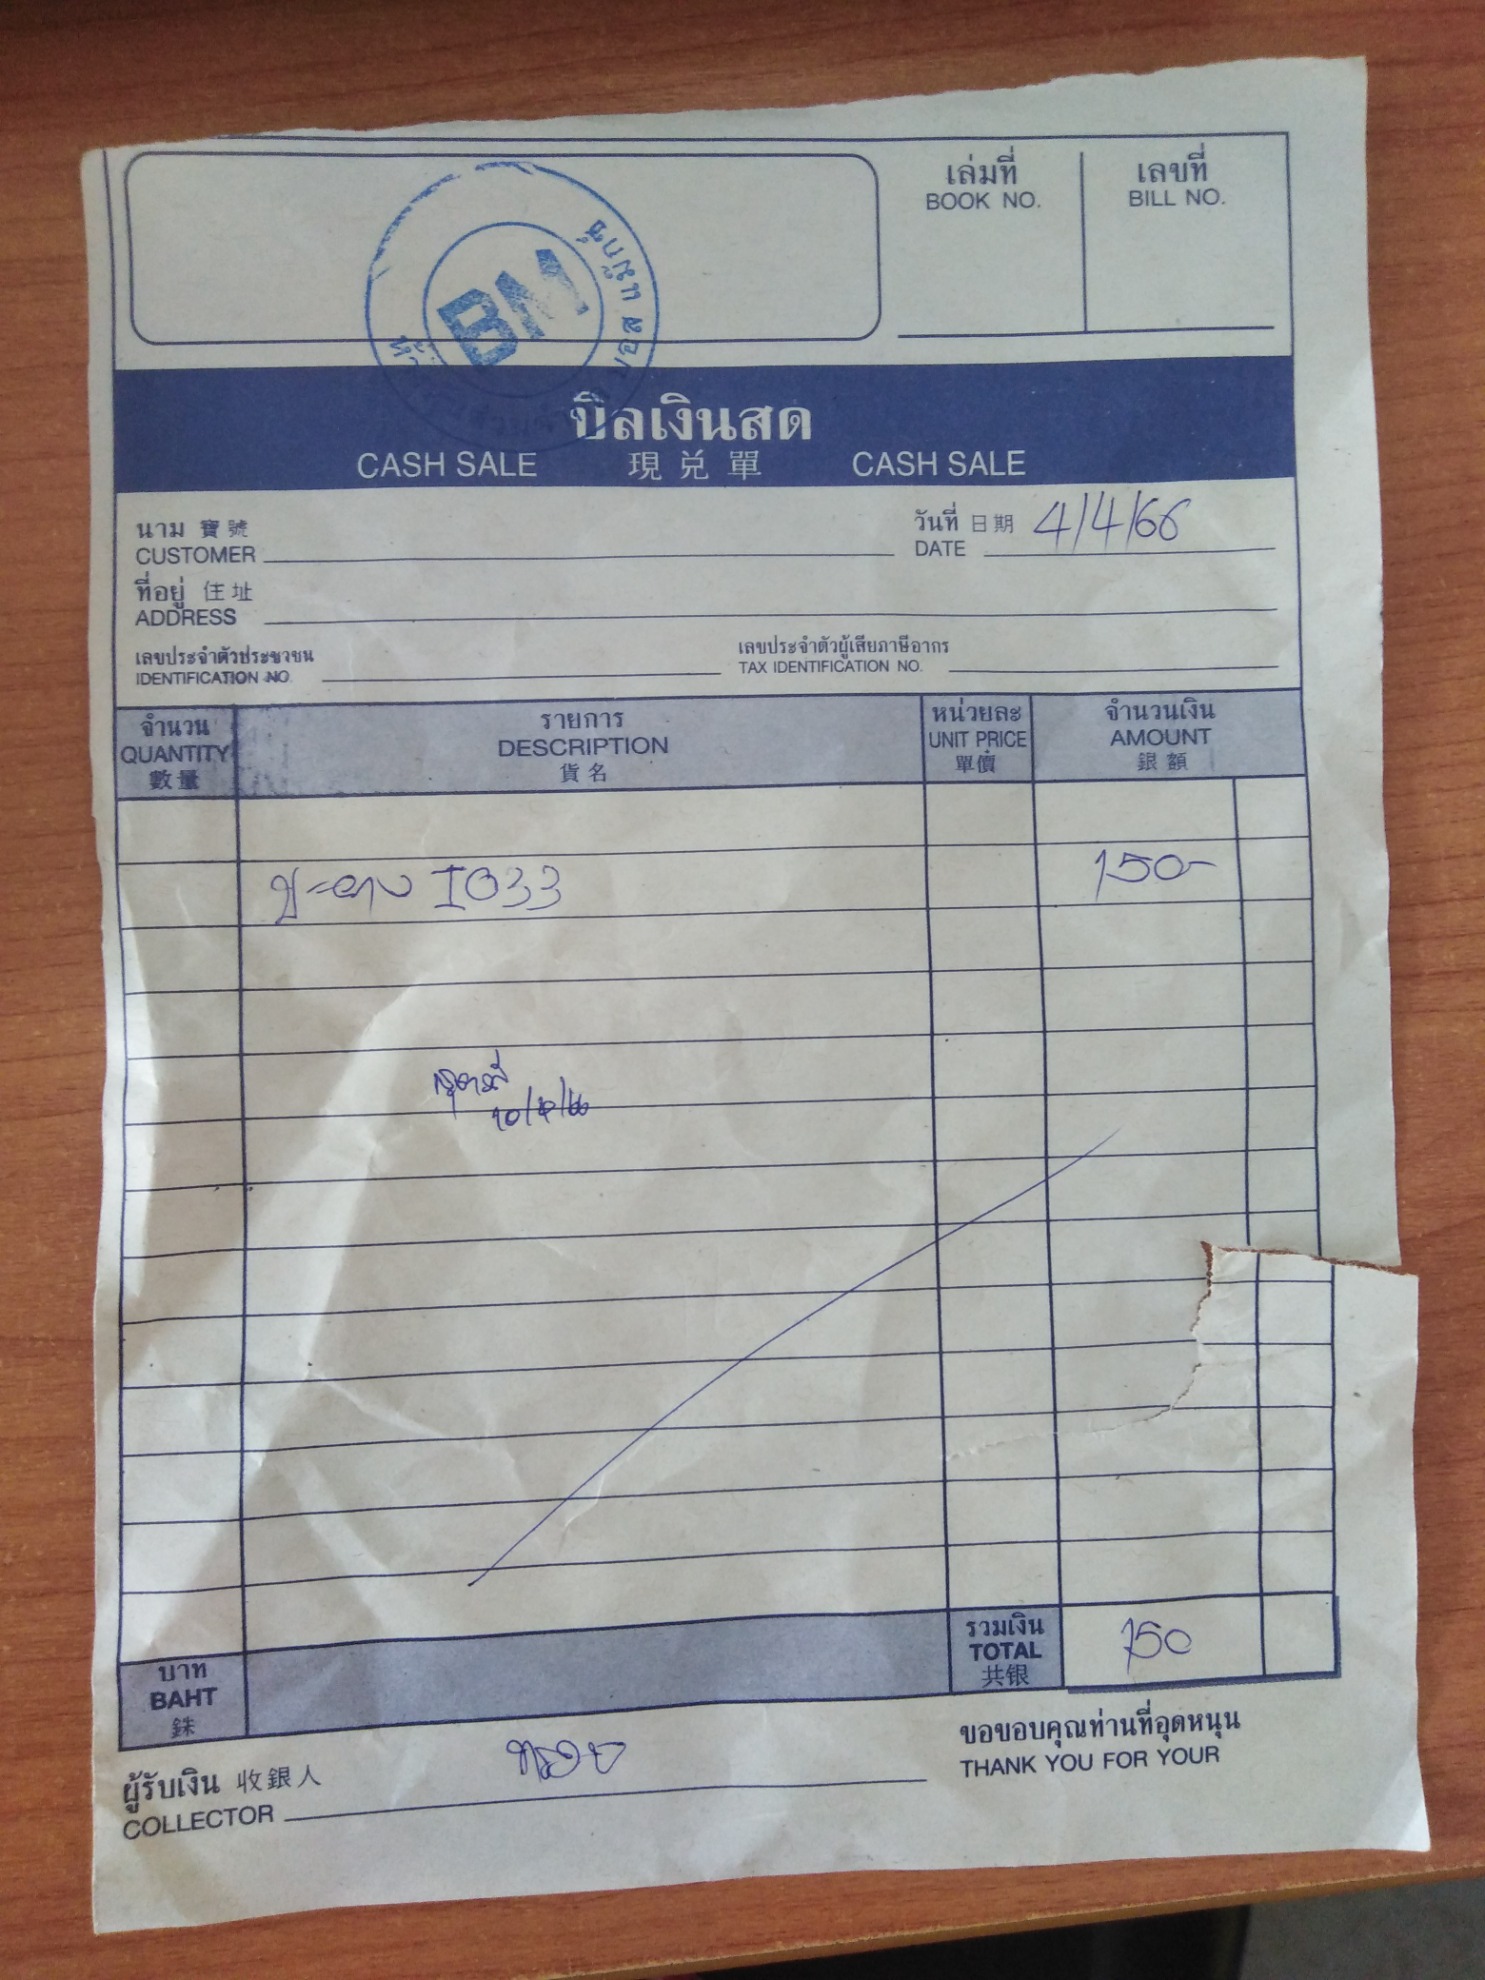 เล่มที่
BOOK NO.
เลขที่
BILL NO.
BM
บิลเงินสด
CASH SALE 現兑單 CASH SALE
นาม 寶號
CUSTOMER
วันที่ 日期 4/4/66
DATE
ที่อยู่ 住址
ADDRESS
เลขประจำตัวประชาชน
IDENTIFICATION NO.
เลขประจำตัวผู้เสียภาษีอากร
TAX IDENTIFICATION NO.
จำนวน
QUANTITY
數量
รายการ
DESCRIPTION
貨名
หน่วยละ
UNIT PRICE
單價
จำนวนเงิน
AMOUNT
銀額
ปะยาง I033 150-
รวมเงิน
TOTAL
共银
150
บาท
BAHT
銖
ผู้รับเงิน 收銀人
COLLECTOR
ขอขอบคุณท่านที่อุดหนุน
THANK YOU FOR YOUR